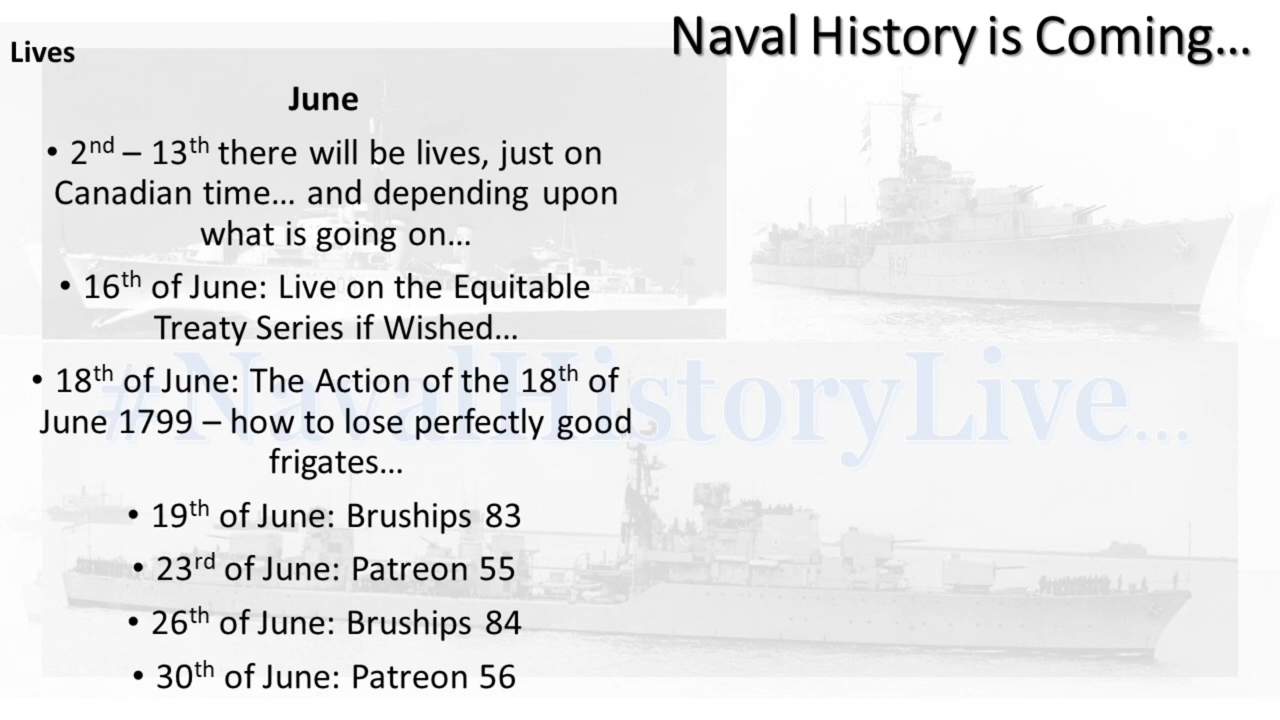 Naval History is Coming...
Lives
June
• 2nd – 13th there will be lives, just on
Canadian time... and depending upon
what is going on...
• 16th of June: Live on the Equitable
Treaty Series if Wished...
• 18th of June: The Action of the 18th of
June 1799 – how to lose perfectly good
frigates...
• 19th of June: Bruships 83
• 23rd of June: Patreon 55
• 26th of June: Bruships 84
• 30th of June: Patreon 56
#NavalHistoryLive...